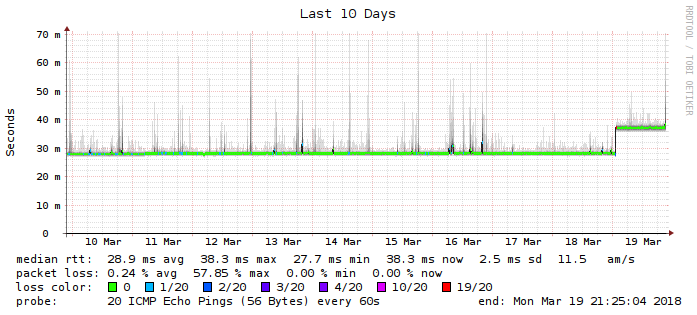 Last 10 Days
RRDTOOL / TOBI OETIKER
Seconds
70 m
60 m
50 m
40 m
30 m
20 m
10 m
0
10 Mar 11 Mar 12 Mar 13 Mar 14 Mar 15 Mar 16 Mar 17 Mar 18 Mar 19 Mar
median rtt: 28.9 ms avg 38.3 ms max 27.7 ms min 38.3 ms now 2.5 ms sd 11.5 am/s
packet loss: 0.24 % avg 57.85 % max 0.00 % min 0.00 % now
loss color: 0 1/20 2/20 3/20 4/20 10/20 19/20
probe: 20 ICMP Echo Pings (56 Bytes) every 60s end: Mon Mar 19 21:25:04 2018